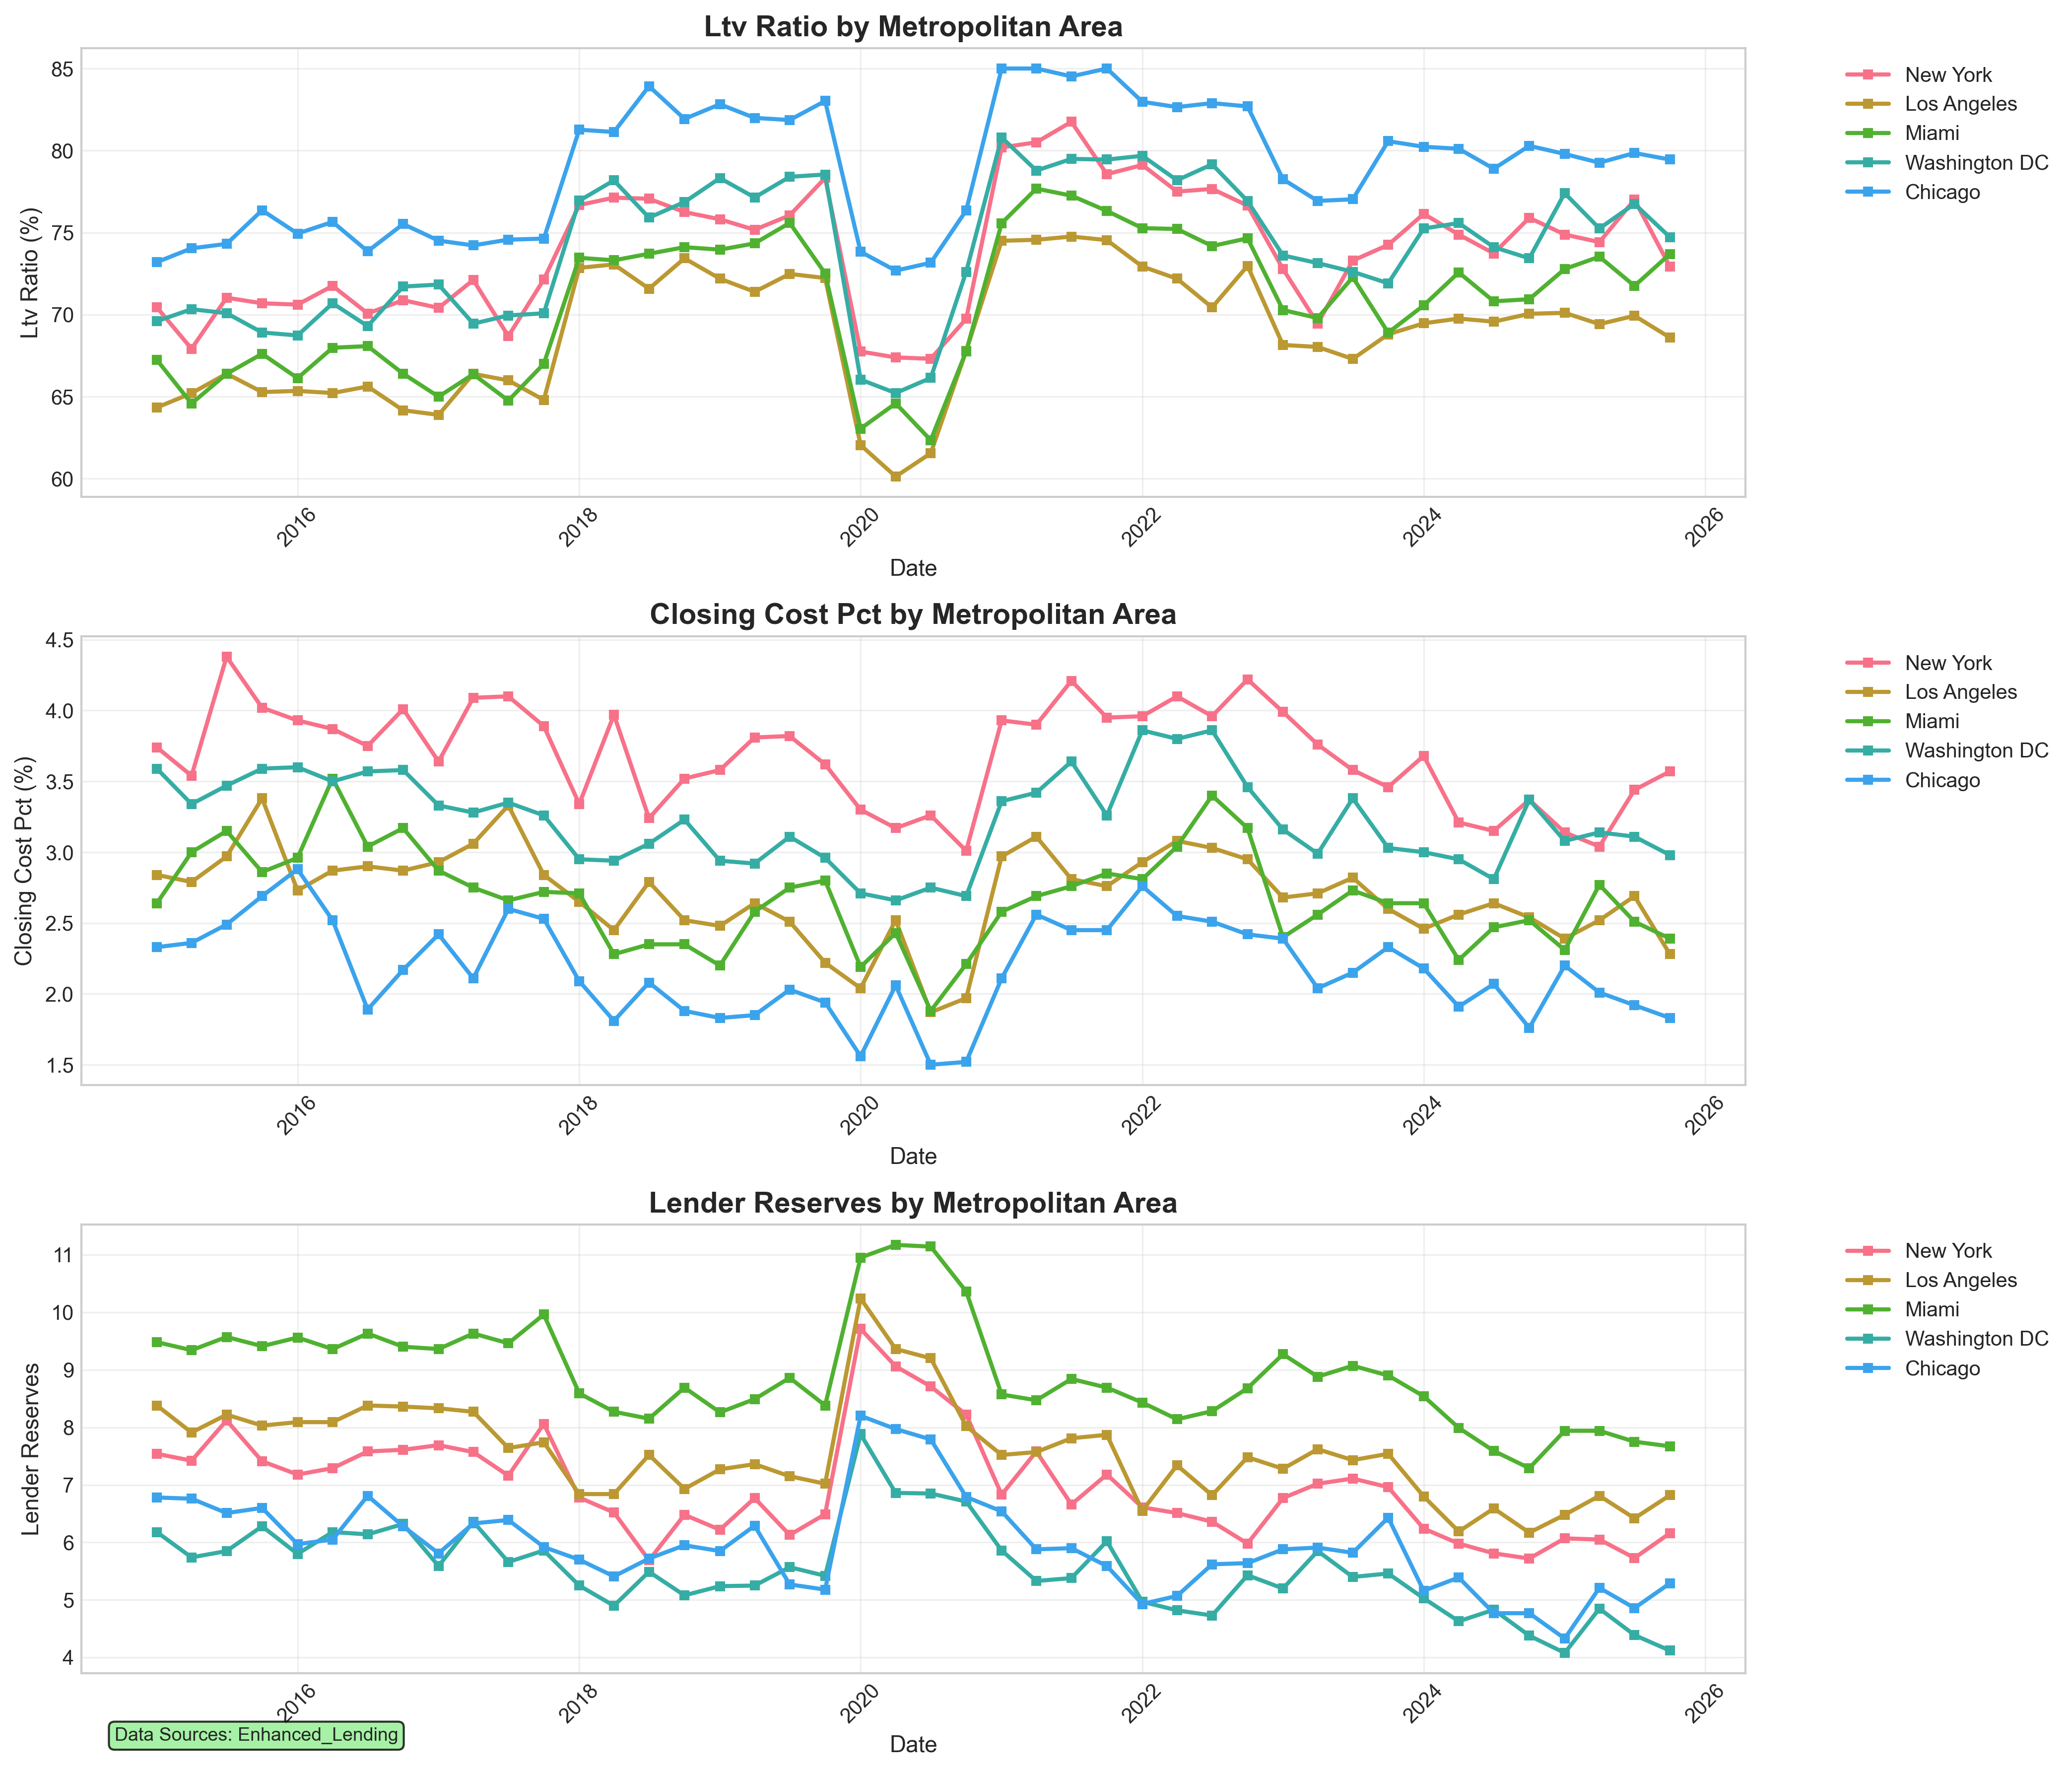 Ltv Ratio by Metropolitan Area
Ltv Ratio (%)
85
80
75
70
65
60
2016
2018
2020
2022
2024
2026
Date
New York
Los Angeles
Miami
Washington DC
Chicago
Closing Cost Pct by Metropolitan Area
Closing Cost Pct (%)
4.5
4.0
3.5
3.0
2.5
2.0
1.5
2016
2018
2020
2022
2024
2026
Date
New York
Los Angeles
Miami
Washington DC
Chicago
Lender Reserves by Metropolitan Area
Lender Reserves
11
10
9
8
7
6
5
4
2016
2018
2020
2022
2024
2026
Date
New York
Los Angeles
Miami
Washington DC
Chicago
Data Sources: Enhanced_Lending